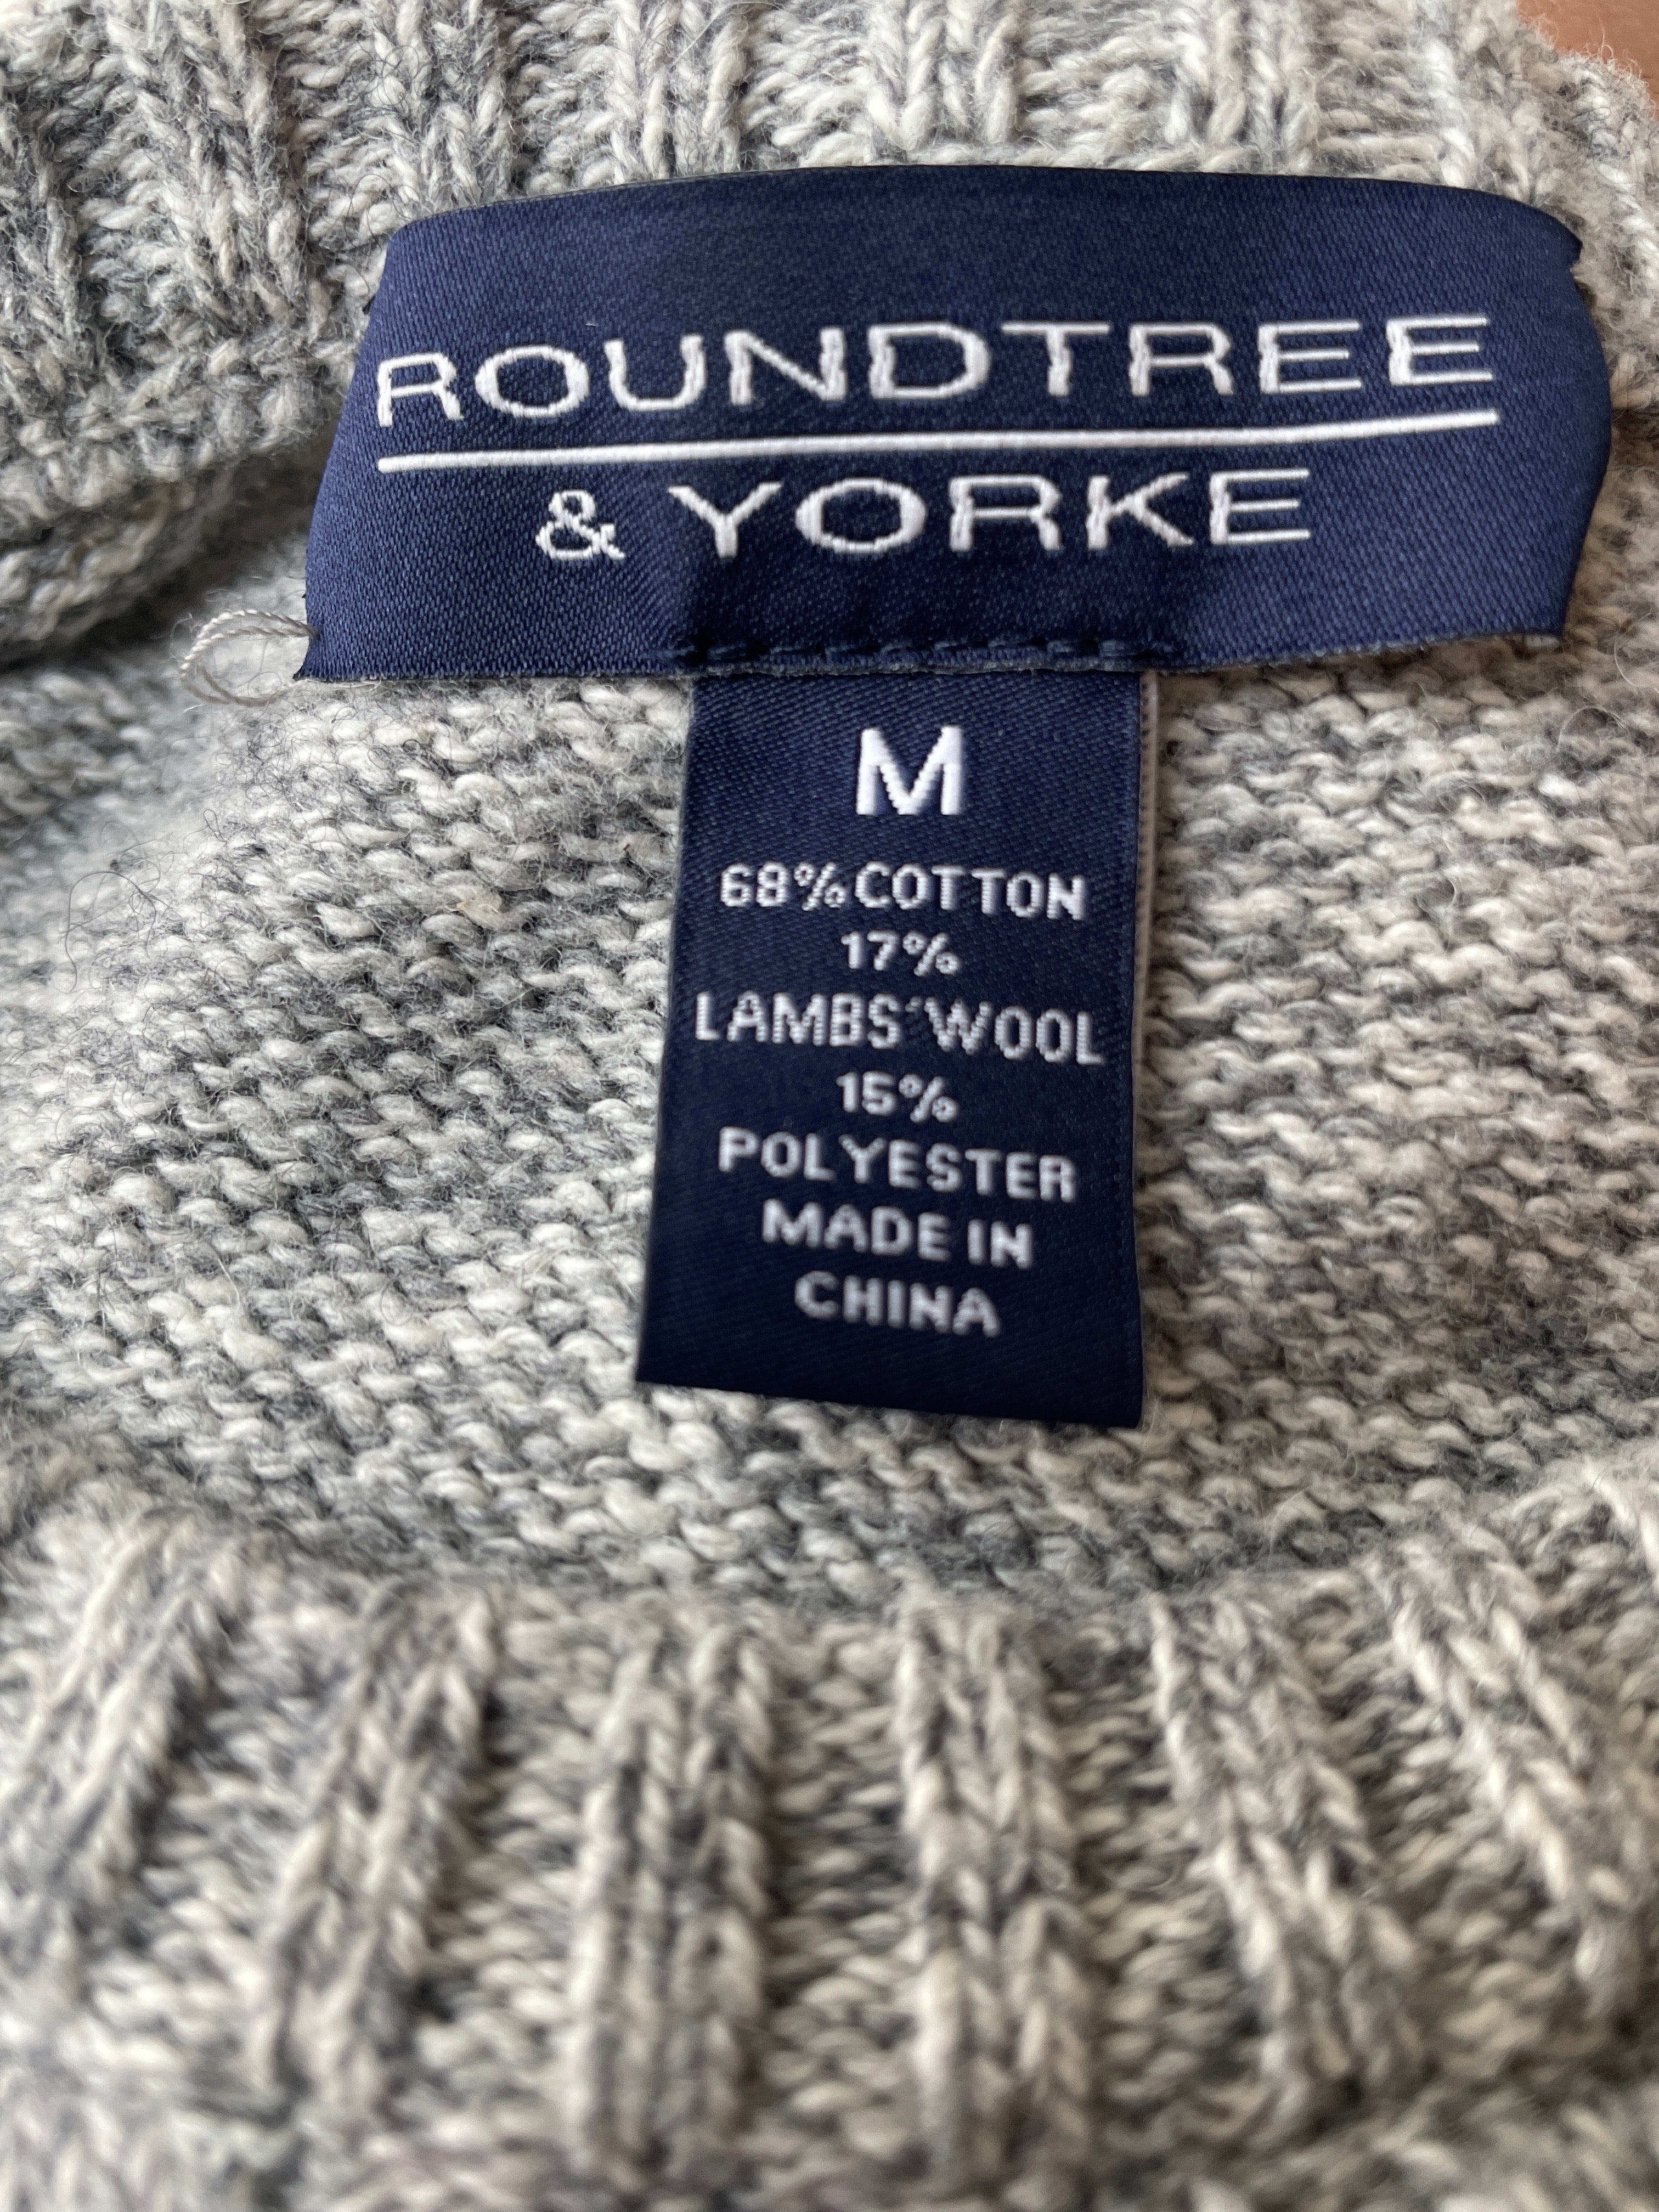 ROUNDTREE
& YORKE
M
68% COTTON
17%
LAMBS' WOOL
15%
POLYESTER
MADE IN
CHINA